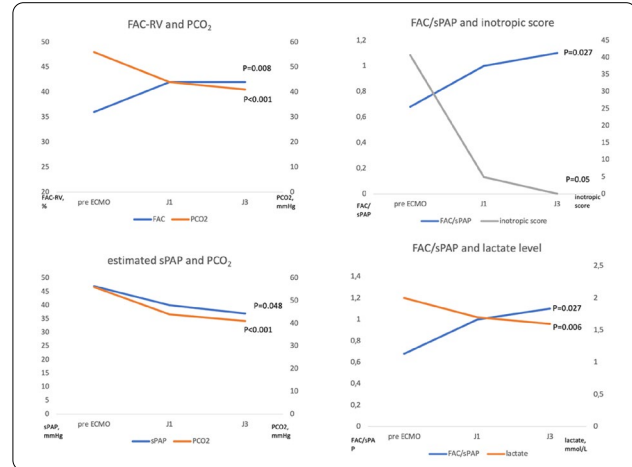 FAC-RV and PCO₂
50
45
40
35
30
25
20
60
50
40
30
20
10
0
P=0.008
P<0.001
pre ECMO
J1
J3
FAC-RV,
%
PCO2,
mmHg
FAC
PCO2
FAC/sPAP and inotropic score
1,2
1
0,8
0,6
0,4
0,2
0
45
40
35
30
25
20
15
10
5
0
P=0.027
P=0.05
pre ECMO
J1
J3
FAC/
sPAP
inotropic
score
FAC/sPAP
inotropic score
estimated sPAP and PCO₂
50
45
40
35
30
25
20
15
10
5
0
60
50
40
30
20
10
0
P=0.048
P<0.001
sPAP,
mmHg
pre ECMO
J1
J3
PCO2,
mmHg
sPAP
PCO2
FAC/sPAP and lactate level
1,4
1,2
1
0,8
0,6
0,4
0,2
0
2,5
2
1,5
1
0,5
0
P=0.027
P=0.006
FAC/sPA
P
pre ECMO
J1
J3
lactate,
mmol/L
FAC/sPAP
lactate